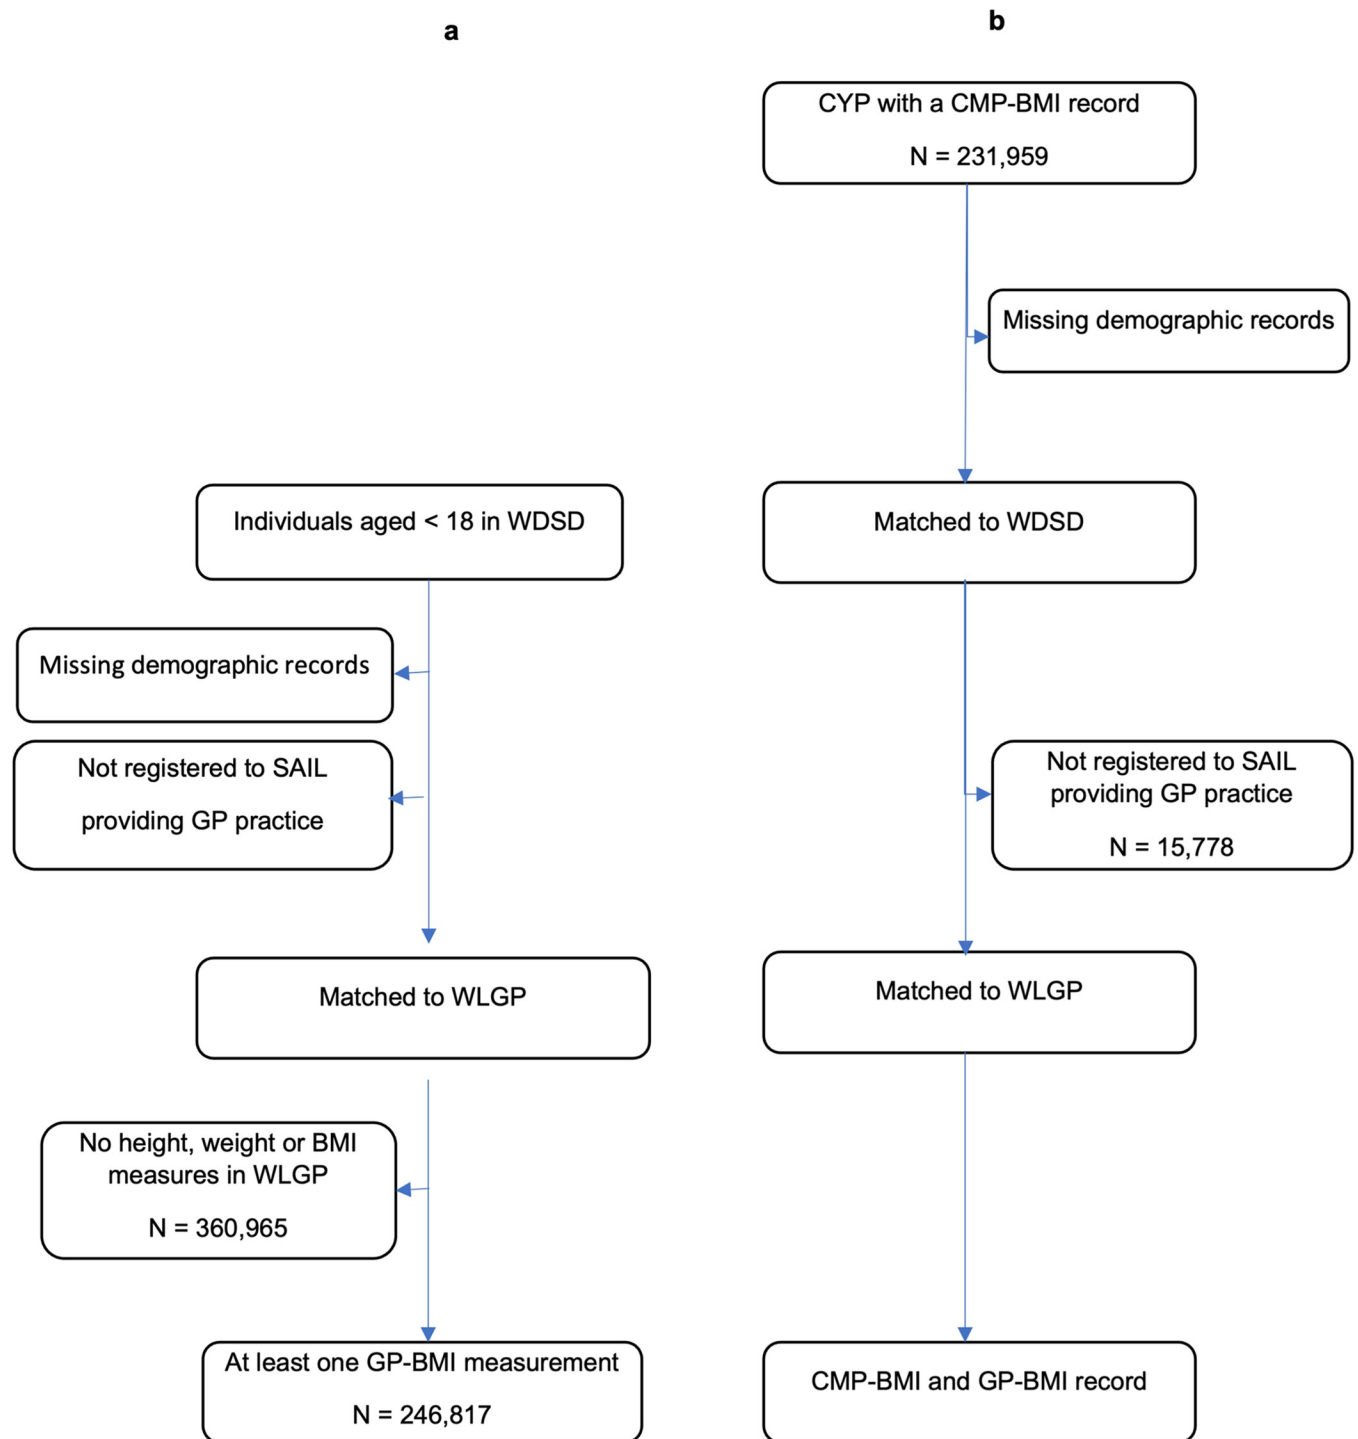 a
b
CYP with a CMP-BMI record
N = 231,959
Missing demographic records
Individuals aged < 18 in WDSD
Matched to WDSD
Missing demographic records
Not registered to SAIL
providing GP practice
Not registered to SAIL
providing GP practice
N = 15,778
Matched to WLGP
Matched to WLGP
No height, weight or BMI
measures in WLGP
N = 360,965
At least one GP-BMI measurement
N = 246,817
CMP-BMI and GP-BMI record